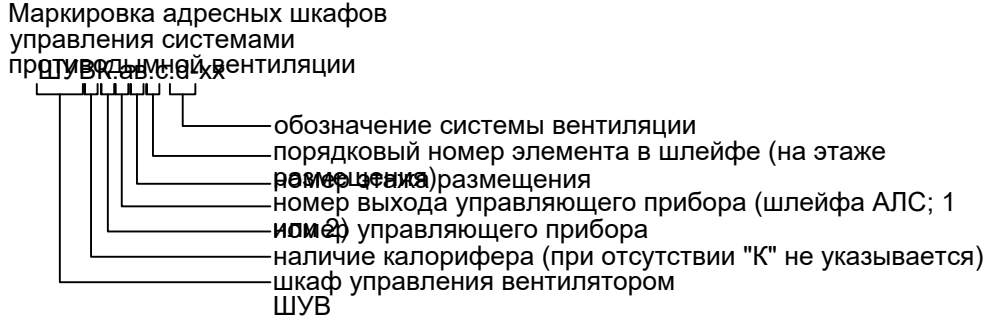 Маркировка адресных шкафов
управления системами
противодымной вентиляции
ШУВК.ав.с.d-хх
обозначение системы вентиляции
порядковый номер элемента в шлейфе (на этаже
размещения)
номер этажа размещения
номер выхода управляющего прибора (шлейфа АЛС; 1
или 2)
номер управляющего прибора
наличие калорифера (при отсутствии "К" не указывается)
шкаф управления вентилятором
ШУВ